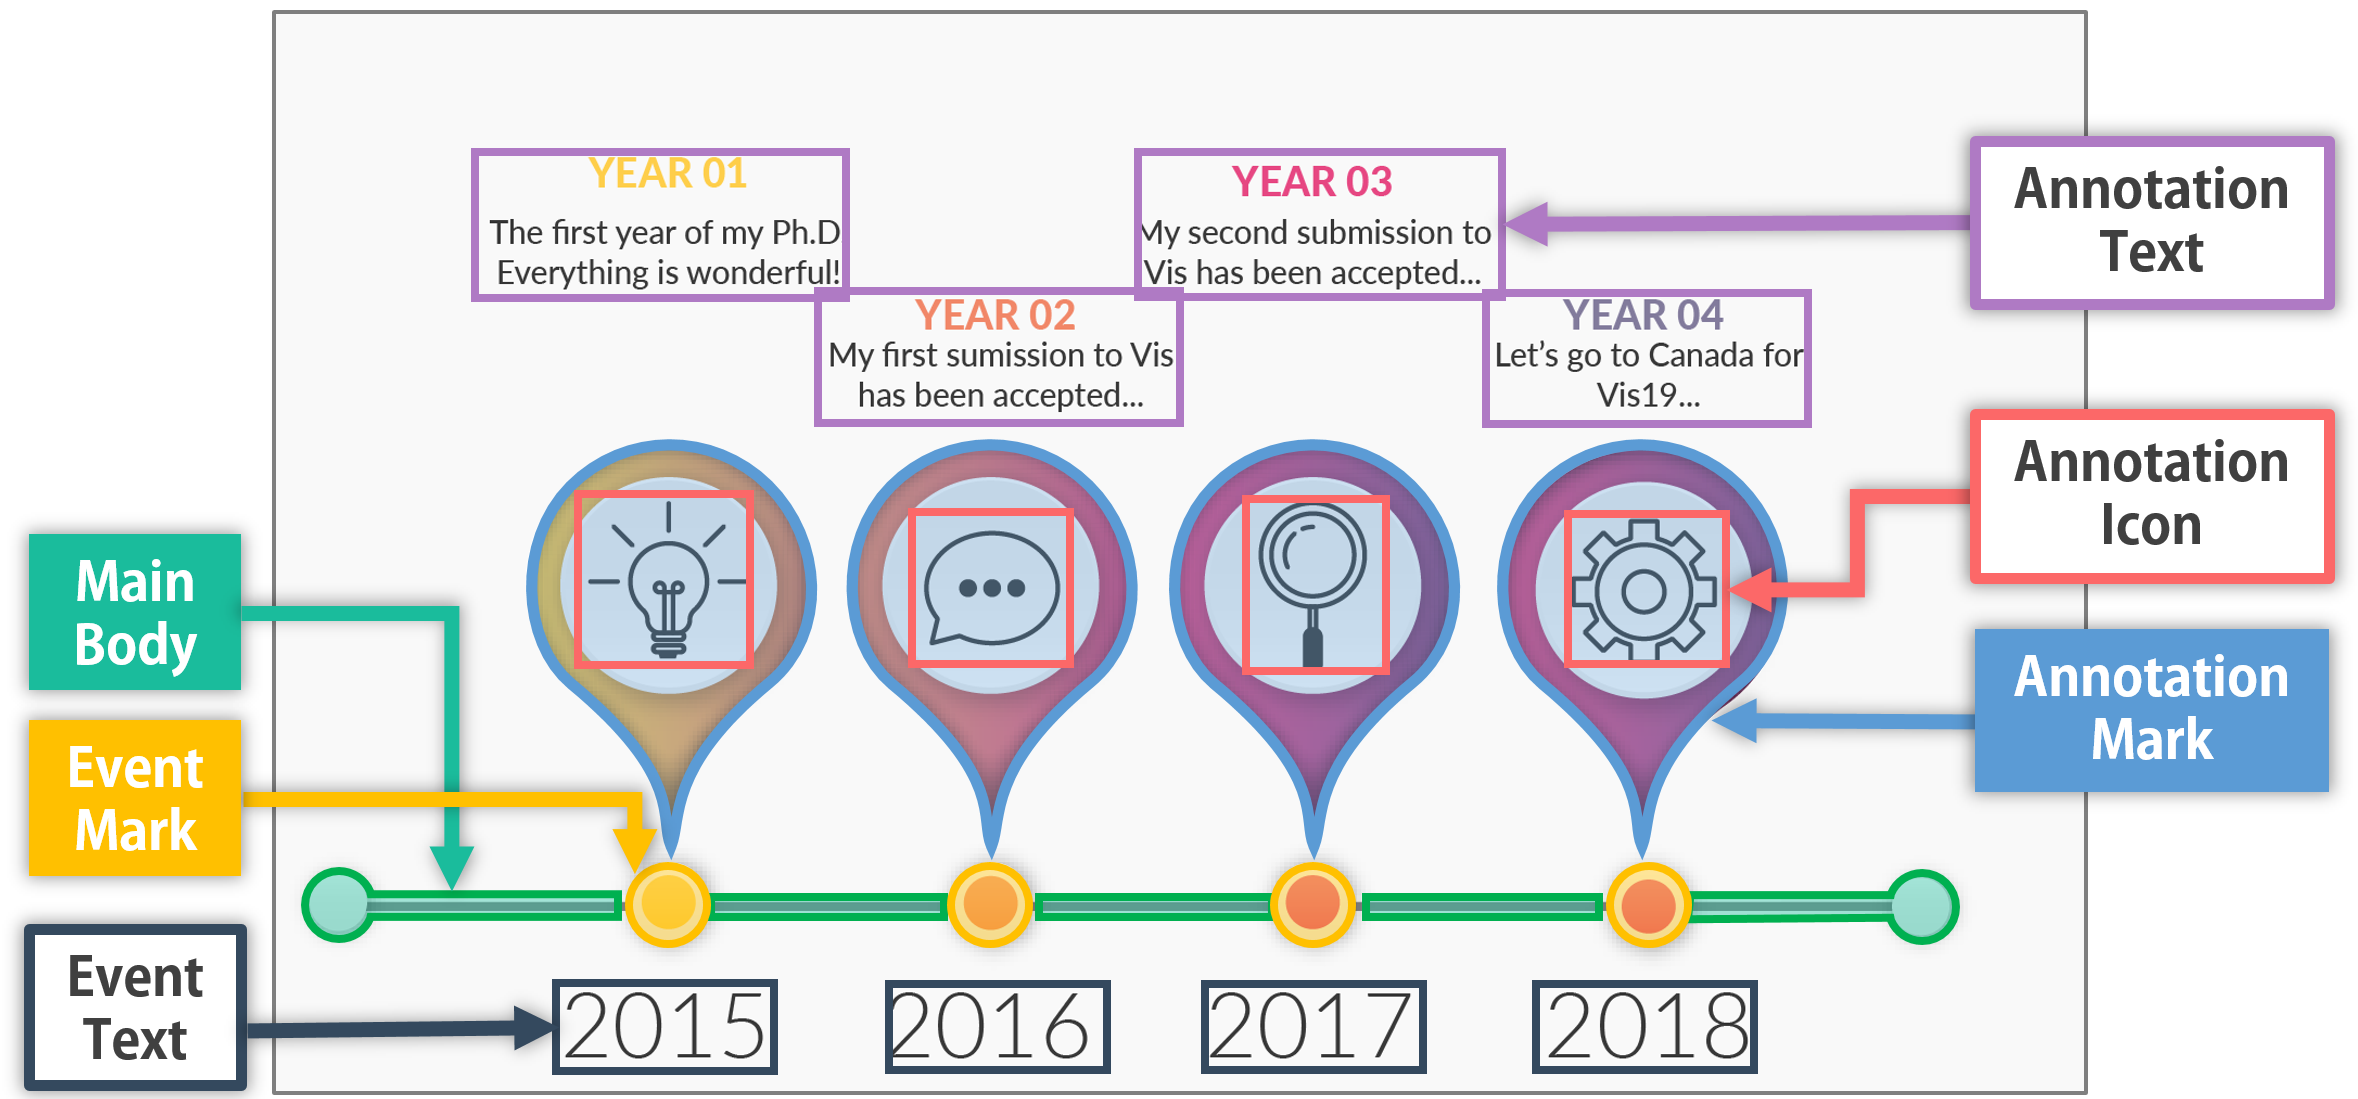 YEAR 01
The first year of my Ph.D
Everything is wonderful!
YEAR 02
My first sumission to Vis
has been accepted...
YEAR 03
My second submission to
Vis has been accepted...
YEAR 04
Let's go to Canada for
Vis19...
Annotation
Text
Annotation
Icon
Annotation
Mark
Main
Body
Event
Mark
Event
Text
2015
2016
2017
2018